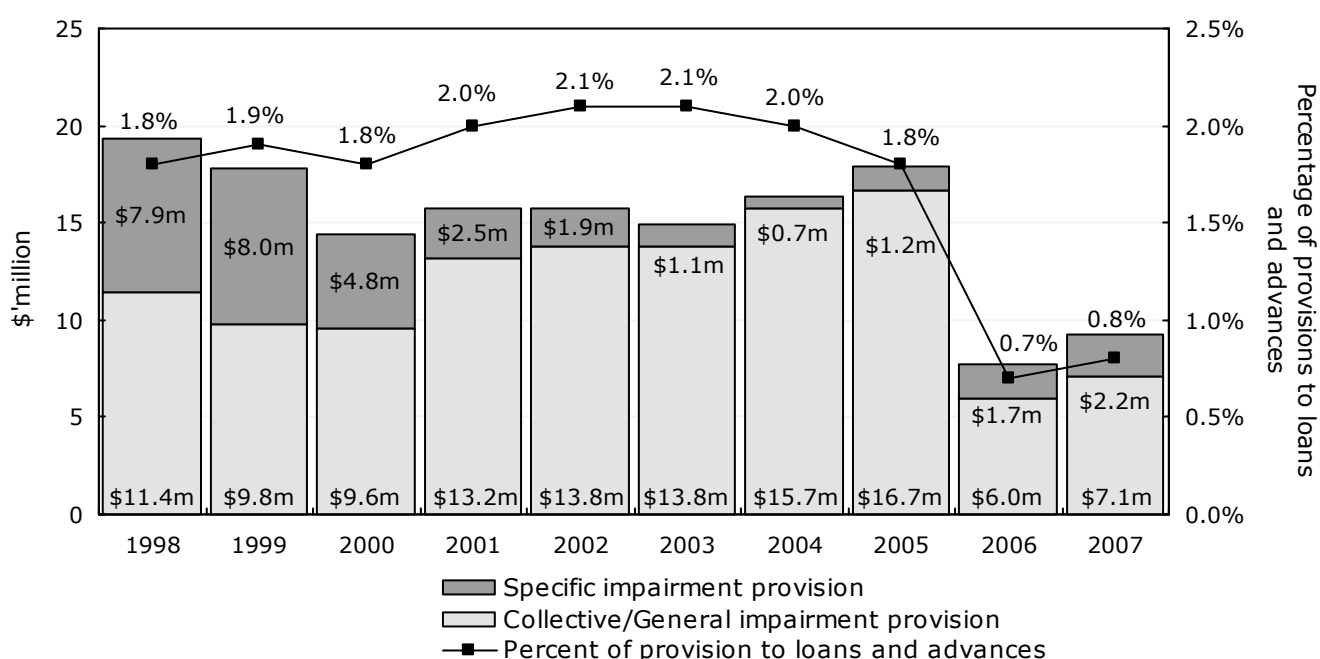 25
20
15
10
5
0
$'million
2.5%
2.0%
1.5%
1.0%
0.5%
0.0%
Percentage of provisions to loans
and advances
1.8%
1.9%
1.8%
2.0%
2.1%
2.1%
2.0%
1.8%
0.7%
0.8%
$7.9m
$8.0m
$4.8m
$2.5m
$1.9m
$1.1m
$0.7m
$1.2m
$1.7m
$2.2m
$11.4m
$9.8m
$9.6m
$13.2m
$13.8m
$13.8m
$15.7m
$16.7m
$6.0m
$7.1m
1998 1999 2000 2001 2002 2003 2004 2005 2006 2007
Specific impairment provision
Collective/General impairment provision
Percent of provision to loans and advances